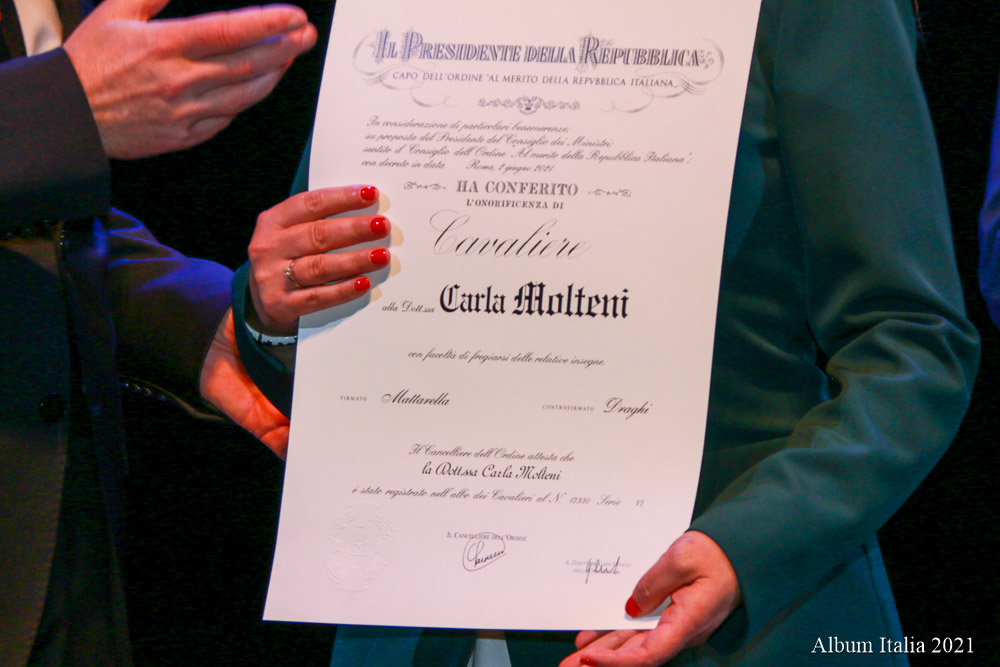 IL PRESIDENTE DELLA REPUBBLICA
CAPO DELL'ORDINE "AL MERITO DELLA REPVBBLICA ITALIANA"
In considerazione di particolari benemerenze;
su proposta del Presidente del Consiglio dei Ministri;
sentito il Consiglio dell'Ordine "Al merito della Repubblica Italiana";
con decreto in data Roma, 2 giugno 2021
HA CONFERITO
L'ONORIFICENZA DI
Cavaliere
alla Dott.ssa Carla Molteni
con facoltà di fregiarsi delle relative insegne.
FIRMATO Mattarella CONTROFIRMATO Draghi
Il Cancelliere dell'Ordine attesta che
la Dott.ssa Carla Molteni
è stato registrato nell'albo dei Cavalieri al N. 17330 Serie VI
IL CANCELLIERE DELL'ORDINE
Album Italia 2021